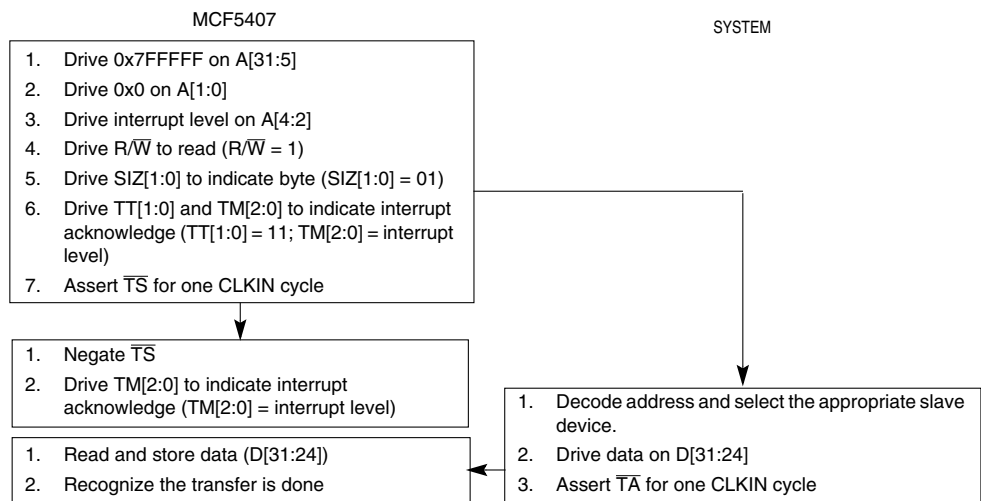 MCF5407
SYSTEM
1. Drive 0x7FFFFF on A[31:5]
2. Drive 0x0 on A[1:0]
3. Drive interrupt level on A[4:2]
4. Drive R/W̅ to read (R/W̅ = 1)
5. Drive SIZ[1:0] to indicate byte (SIZ[1:0] = 01)
6. Drive TT[1:0] and TM[2:0] to indicate interrupt
acknowledge (TT[1:0] = 11; TM[2:0] = interrupt
level)
7. Assert T̅S̅ for one CLKIN cycle
1. Negate T̅S̅
2. Drive TM[2:0] to indicate interrupt
acknowledge (TM[2:0] = interrupt level)
1. Decode address and select the appropriate slave
device.
2. Drive data on D[31:24]
3. Assert T̅A̅ for one CLKIN cycle
1. Read and store data (D[31:24])
2. Recognize the transfer is done